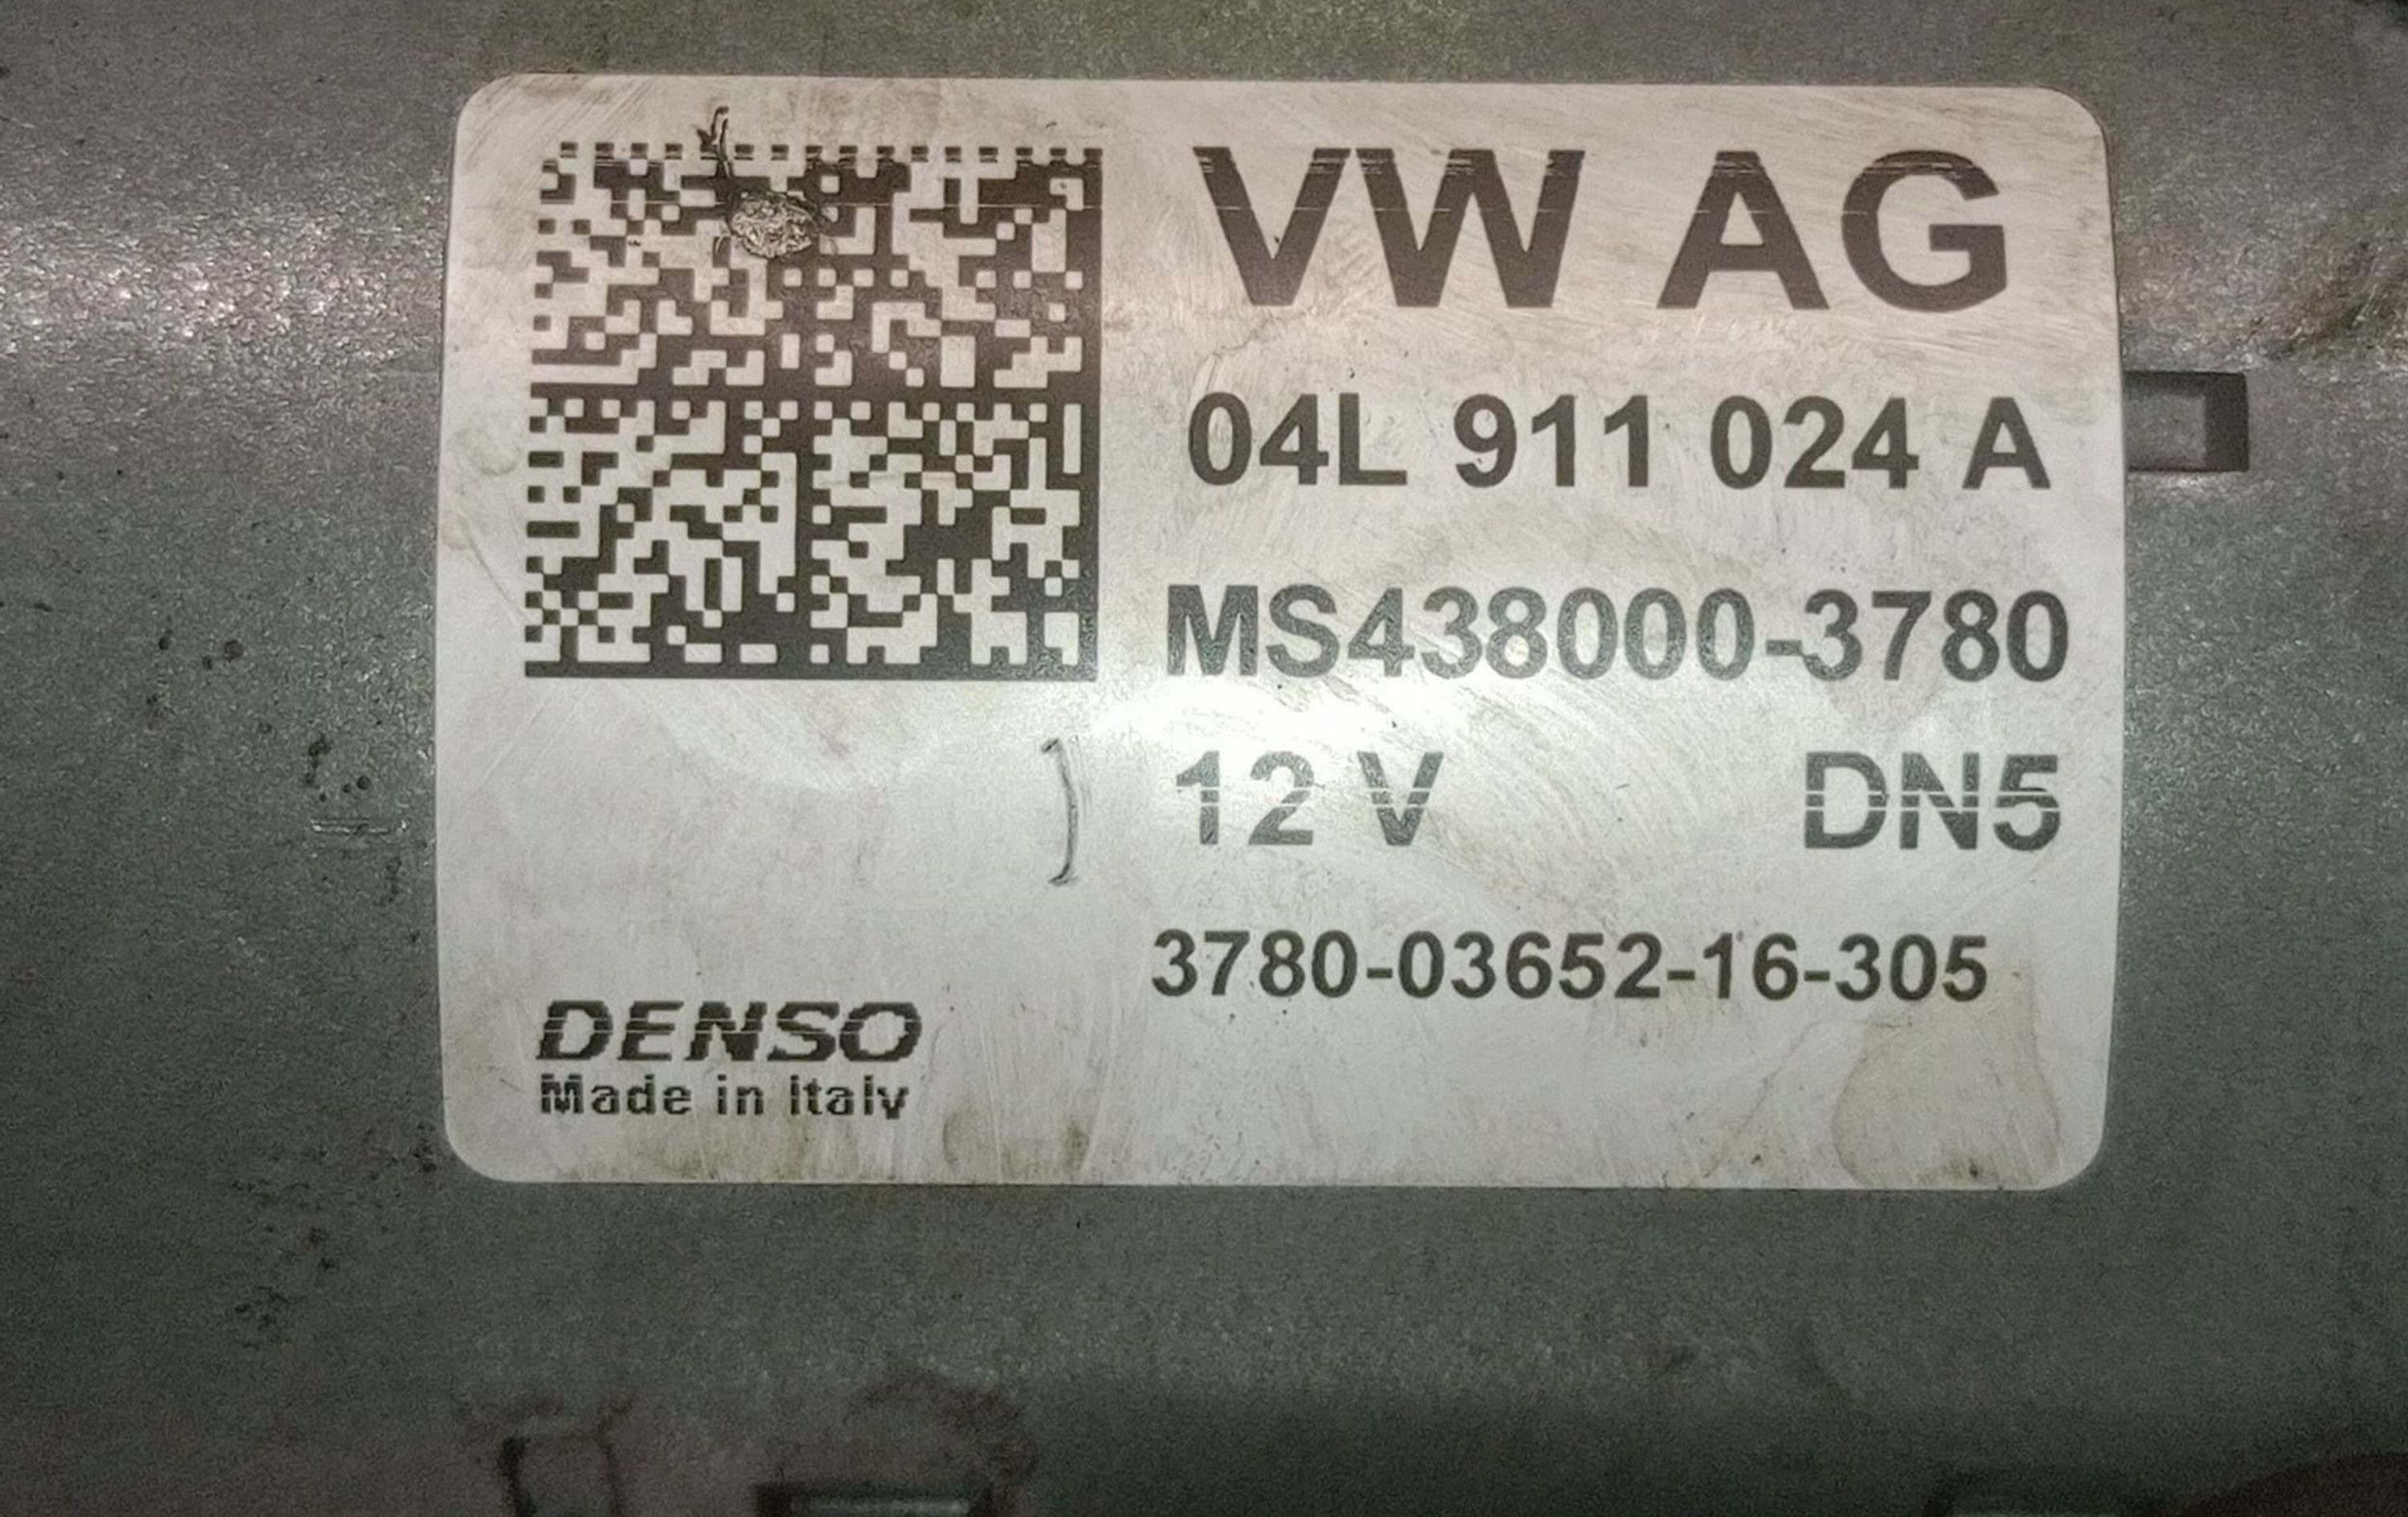 VW AG
04L 911 024 A
MS438000-3780
12 V DN5
3780-03652-16-305
DENSO
Made in Italy